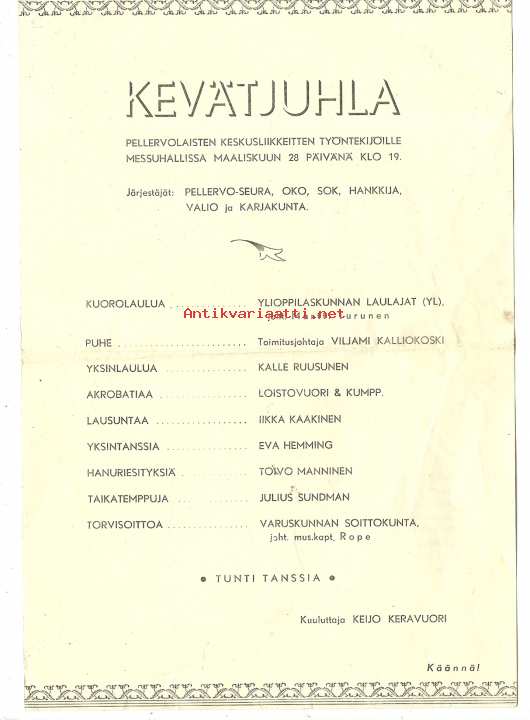 KEVÄTJUHLA
PELLERVOLAISTEN KESKUSLIIKKEITTEN TYÖNTEKIJÖILLE
MESSUHALLISSA MAALISKUUN 28 PÄIVÄNÄ KLO 19.
Järjestäjät: PELLERVO-SEURA, OKO, SOK, HANKKIJA,
VALIO ja KARJAKUNTA.
KUOROLAULUA . . . . . . . . . . . . . YLIOPPILASKUNNAN LAULAJAT (YL),
Antikvariaatti.net
PUHE . . . . . . . . . . . . . . . . . . . . . . Toimitusjohtaja VILJAMI KALLIOKOSKI
YKSINLAULUA . . . . . . . . . . . . . . KALLE RUUSUNEN
AKROBATIAA . . . . . . . . . . . . . . . LOISTOVUORI & KUMPP.
LAUSUNTAA . . . . . . . . . . . . . . . . IIKKA KAAKINEN
YKSINTANSSIA . . . . . . . . . . . . . . EVA HEMMING
HANURIESITYKSIÄ . . . . . . . . . . . . TOIVO MANNINEN
TAIKATEMPPUJA . . . . . . . . . . . . . JULIUS SUNDMAN
TORVISOITTOA . . . . . . . . . . . . . . VARUSKUNNAN SOITTOKUNTA,
joht. mus.kapt. Rope
• TUNTI TANSSIA •
Kuuluttaja KEIJO KERAVUORI
Käännä!